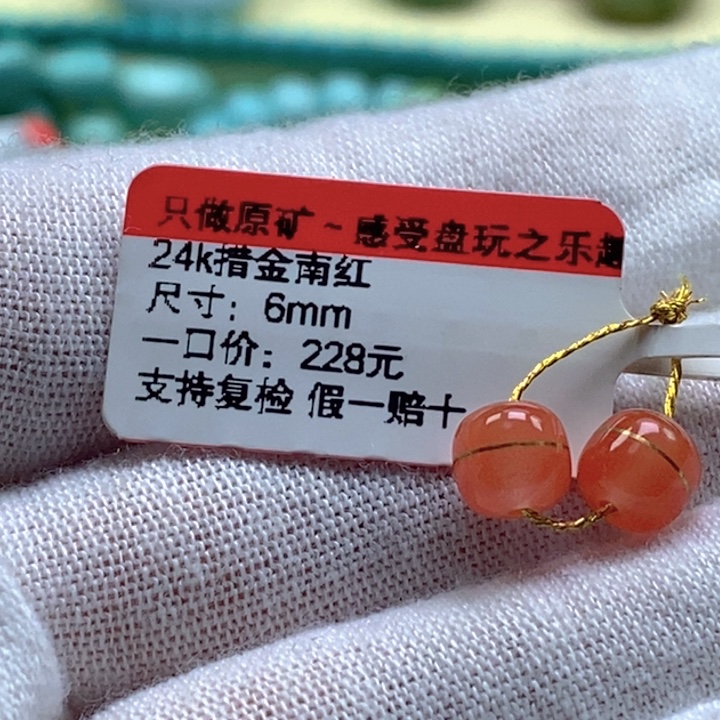 只做原矿~感受盘玩之乐趣
24k措金南红
尺寸：6mm
一口价：228元
支持复检 假一赔十